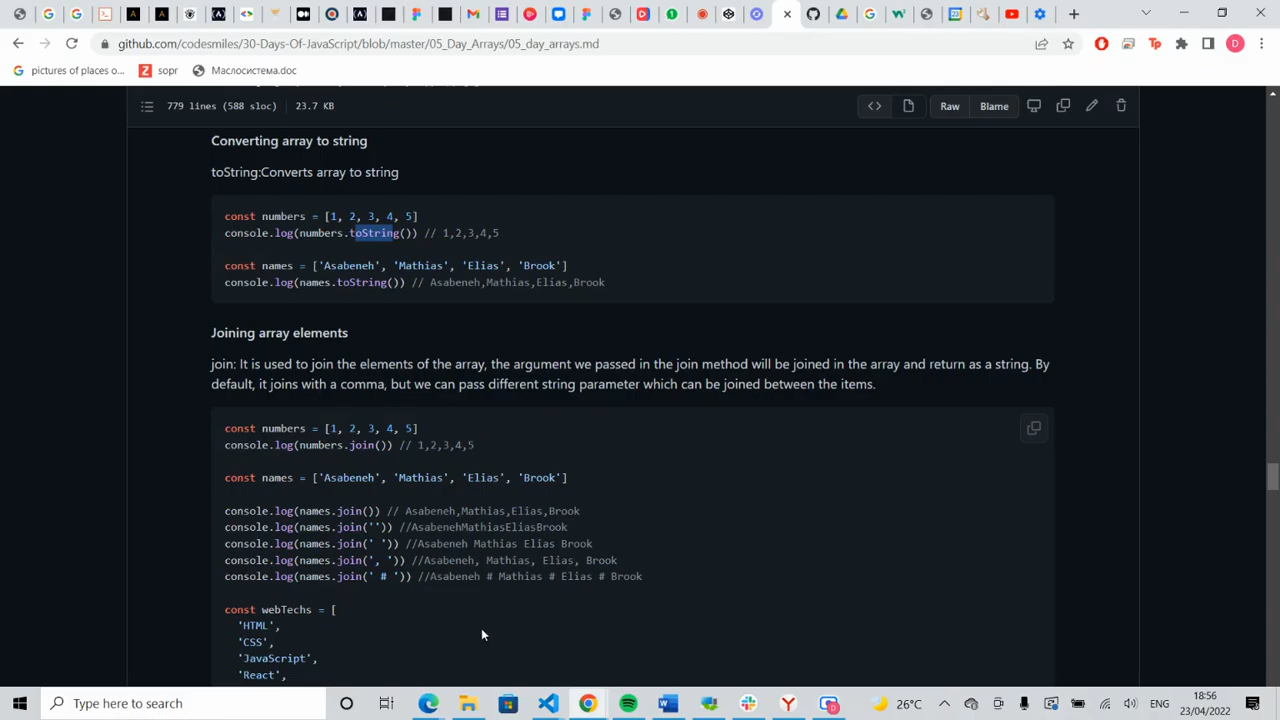 github.com/codesmiles/30-Days-Of-JavaScript/blob/master/05_Day_Arrays/05_day_arrays.md
pictures of places o...
sopr
Маслосистема.doc
779 lines (588 sloc)
23.7 KB
Raw
Blame
Converting array to string
toString:Converts array to string
const numbers = [1, 2, 3, 4, 5]
console.log(numbers.toString()) // 1,2,3,4,5
const names = ['Asabeneh', 'Mathias', 'Elias', 'Brook']
console.log(names.toString()) // Asabeneh,Mathias,Elias,Brook
Joining array elements
join: It is used to join the elements of the array, the argument we passed in the join method will be joined in the array and return as a string. By
default, it joins with a comma, but we can pass different string parameter which can be joined between the items.
const numbers = [1, 2, 3, 4, 5]
console.log(numbers.join()) // 1,2,3,4,5
const names = ['Asabeneh', 'Mathias', 'Elias', 'Brook']
console.log(names.join()) // Asabeneh,Mathias,Elias,Brook
console.log(names.join('')) //AsabenehMathiasEliasBrook
console.log(names.join(' ')) //Asabeneh Mathias Elias Brook
console.log(names.join(', ')) //Asabeneh, Mathias, Elias, Brook
console.log(names.join(' # ')) //Asabeneh # Mathias # Elias # Brook
const webTechs = [
'HTML',
'CSS',
'JavaScript',
'React',
Type here to search
26°C
18:56
23/04/2022